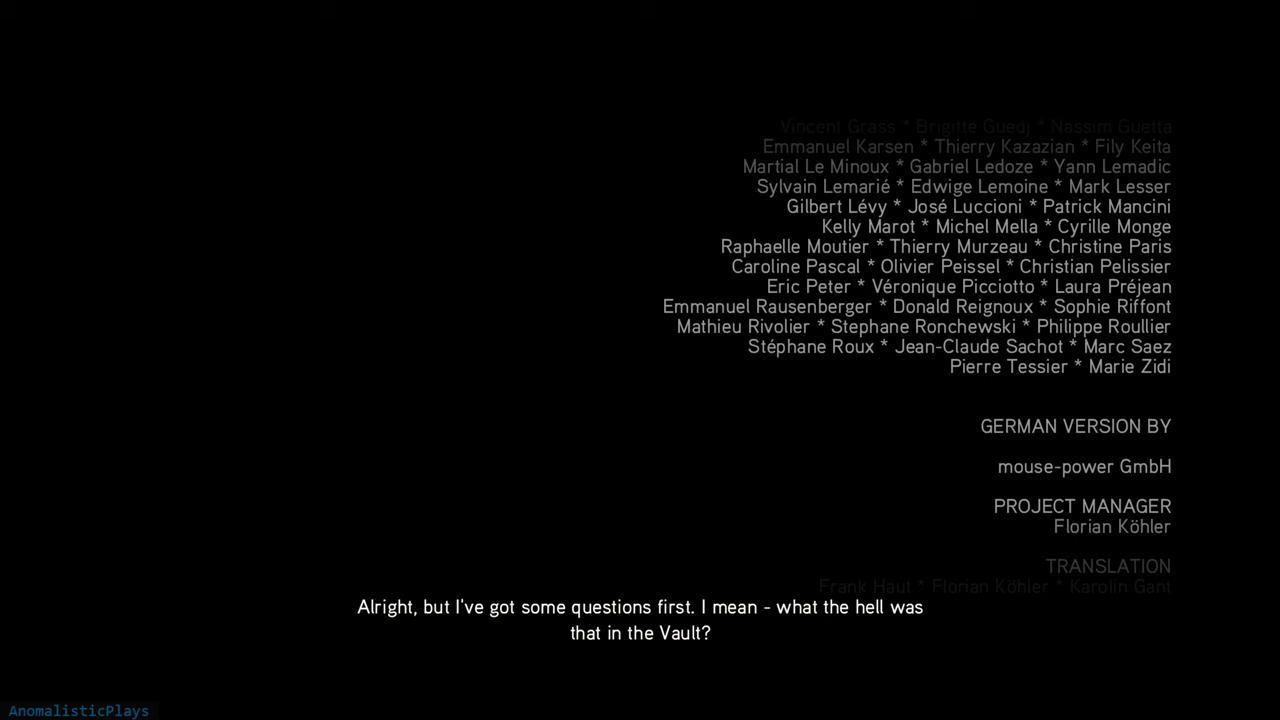 Vincent Grass * Brigitte Guedj * Nassim Guetta
Emmanuel Karsen * Thierry Kazazian * Fily Keita
Martial Le Minoux * Gabriel Ledoze * Yann Lemadic
Sylvain Lemarié * Edwige Lemoine * Mark Lesser
Gilbert Lévy * José Luccioni * Patrick Mancini
Kelly Marot * Michel Mella * Cyrille Monge
Raphaelle Moutier * Thierry Murzeau * Christine Paris
Caroline Pascal * Olivier Peissel * Christian Pelissier
Eric Peter * Véronique Picciotto * Laura Préjean
Emmanuel Rausenberger * Donald Reignoux * Sophie Riffont
Mathieu Rivolier * Stephane Ronchewski * Philippe Roullier
Stéphane Roux * Jean-Claude Sachot * Marc Saez
Pierre Tessier * Marie Zidi
GERMAN VERSION BY
mouse-power GmbH
PROJECT MANAGER
Florian Köhler
TRANSLATION
Frank Haut * Florian Köhler * Karolin Gant
Alright, but I've got some questions first. I mean - what the hell was
that in the Vault?
AnomalisticPlays